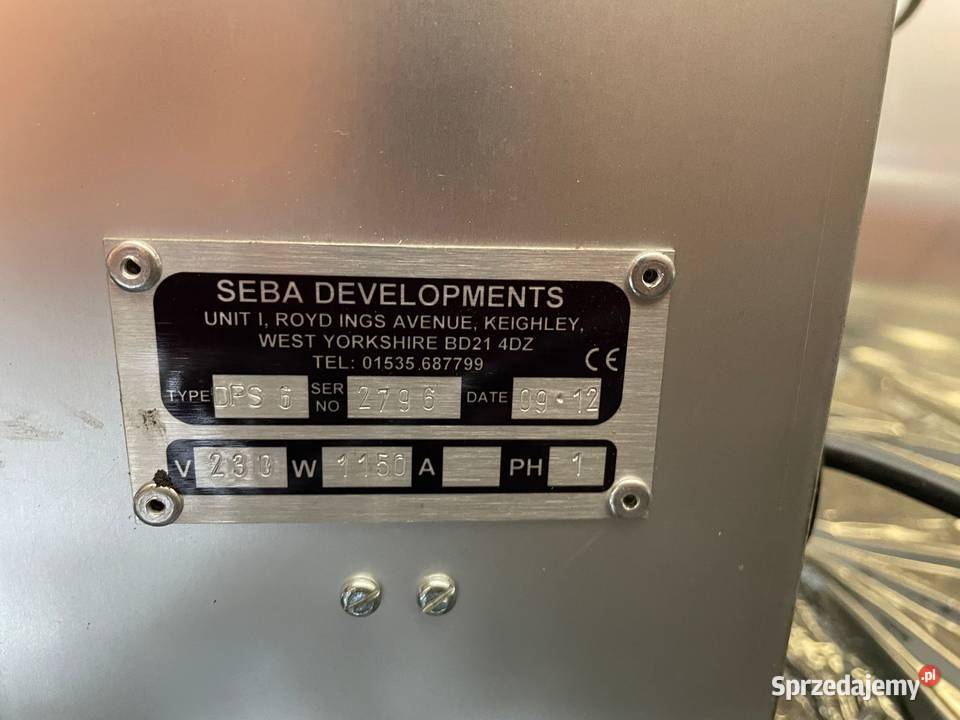 SEBA DEVELOPMENTS
UNIT I, ROYD INGS AVENUE, KEIGHLEY,
WEST YORKSHIRE BD21 4DZ
TEL: 01535 687799
CE
TYPE DPS 6 SER NO 2796 DATE 09·12
V 230 W 1150 A PH 1
Sprzedajemy.pl